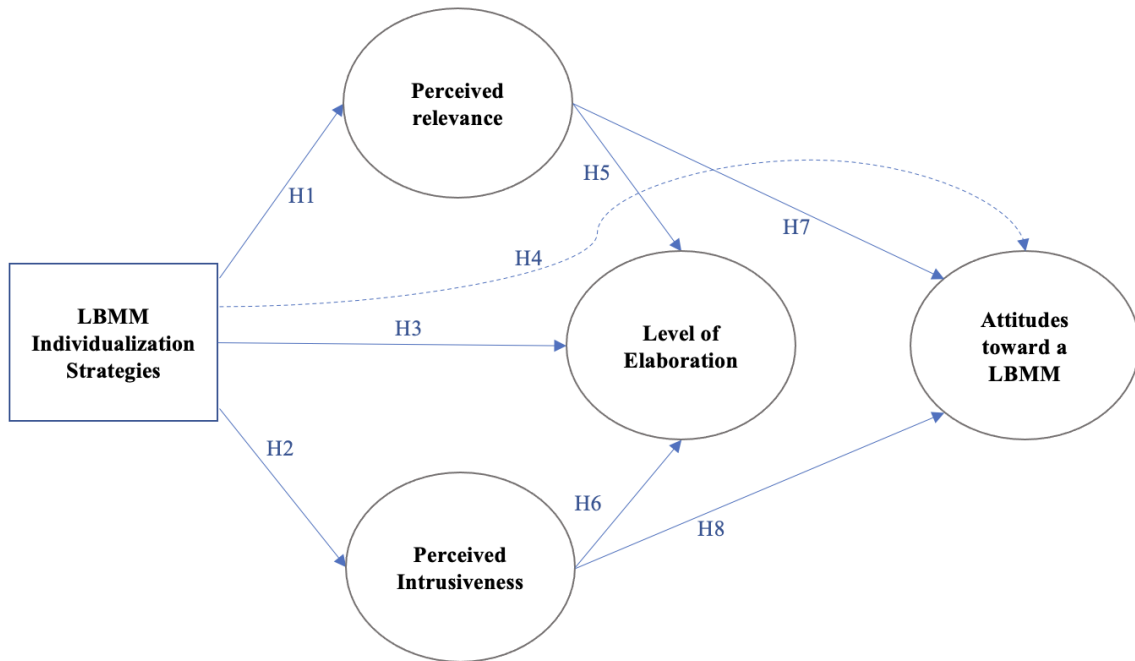 Perceived
relevance
H1
H5
H7
H4
LBMM
Individualization
Strategies
H3
Level of
Elaboration
Attitudes
toward a
LBMM
H2
H6
H8
Perceived
Intrusiveness